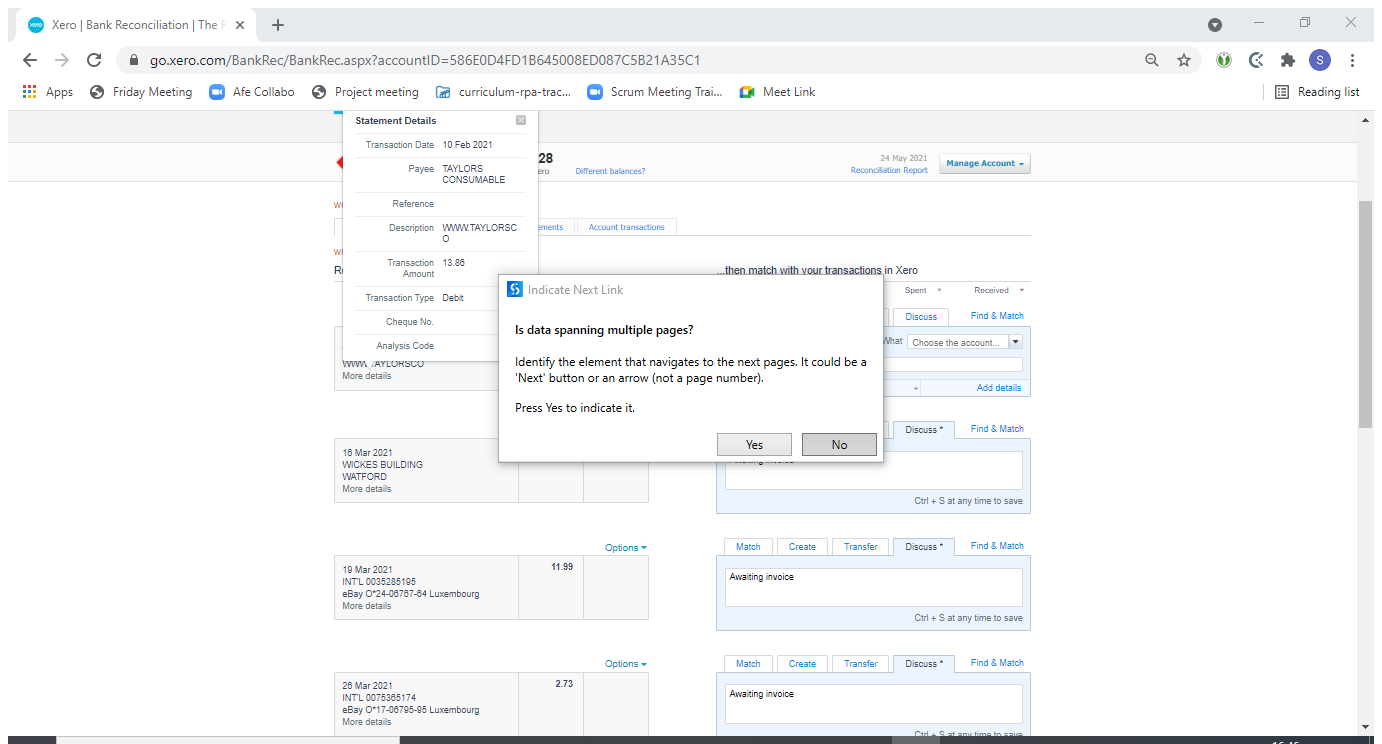 Xero | Bank Reconciliation | The
go.xero.com/BankRec/BankRec.aspx?accountID=586E0D4FD1B645008ED087C5B21A35C1
S
Apps
Friday Meeting
Afe Collabo
Project meeting
curriculum-rpa-trac...
Scrum Meeting Trai...
Meet Link
Reading list
Statement Details
Transaction Date 10 Feb 2021
Payee TAYLORS
CONSUMABLE
Reference
Description WWW.TAYLORSC
O
Transaction
Amount 13.86
Transaction Type Debit
Cheque No.
Analysis Code
28
ero
Different balances?
24 May 2021
Reconciliation Report
Manage Account
ements
Account transactions
...then match with your transactions in Xero
Spent
Received
Discuss
Find & Match
What
Choose the account...
Add details
More details
Indicate Next Link
Is data spanning multiple pages?
Identify the element that navigates to the next pages. It could be a
'Next' button or an arrow (not a page number).
Press Yes to indicate it.
Yes
No
Discuss *
Find & Match
16 Mar 2021
WICKES BUILDING
WATFORD
More details
Ctrl + S at any time to save
Options
19 Mar 2021
INT'L 0035285195
eBay O*24-06767-64 Luxembourg
More details
11.99
Match
Create
Transfer
Discuss *
Find & Match
Awaiting invoice
Ctrl + S at any time to save
Options
26 Mar 2021
INT'L 0075365174
eBay O*17-06795-95 Luxembourg
More details
2.73
Match
Create
Transfer
Discuss *
Find & Match
Awaiting invoice
Ctrl + S at any time to save